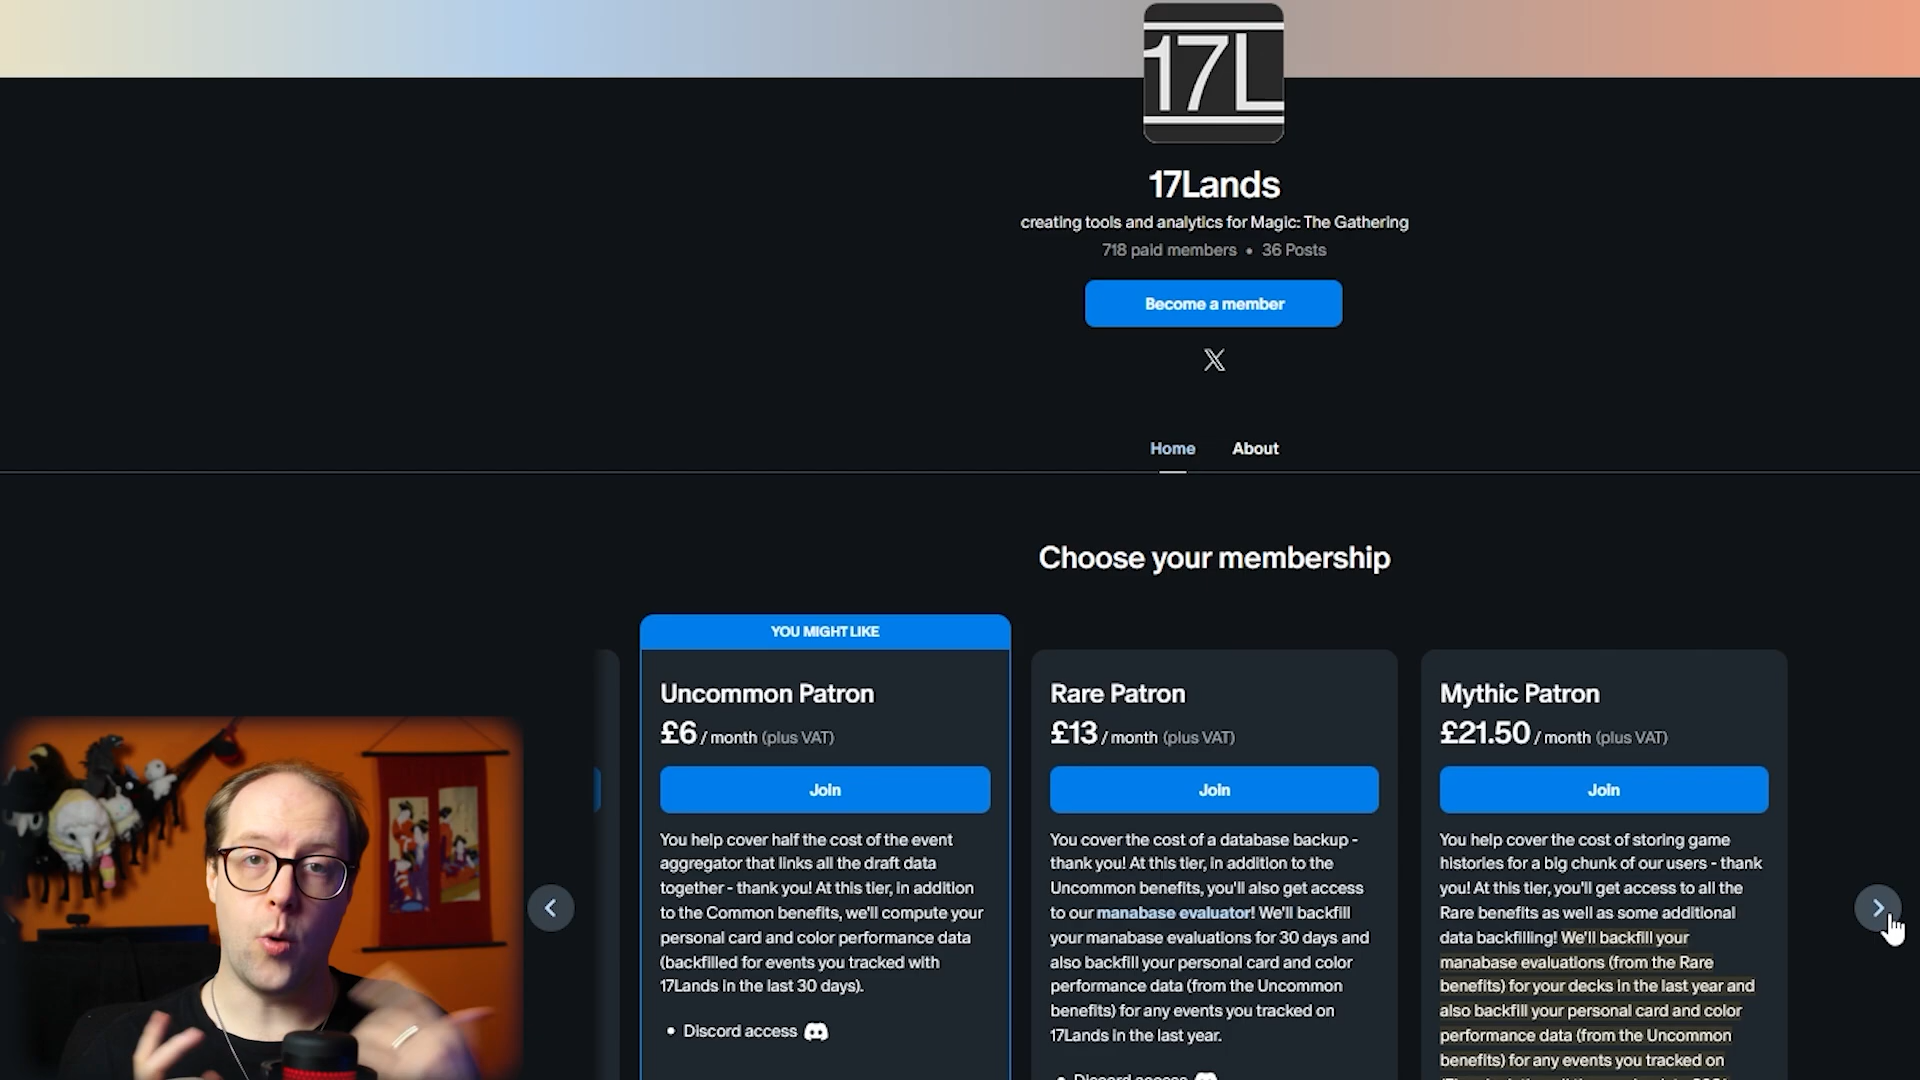 17L
17Lands
creating tools and analytics for Magic: The Gathering
718 paid members • 36 Posts
Become a member
Home
About
Choose your membership
YOU MIGHT LIKE
Uncommon Patron
£6 / month (plus VAT)
Join
You help cover half the cost of the event
aggregator that links all the draft data
together - thank you! At this tier, in addition
to the Common benefits, we'll compute your
personal card and color performance data
(backfilled for events you tracked with
17Lands in the last 30 days).
• Discord access
Rare Patron
£13 / month (plus VAT)
Join
You cover the cost of a database backup -
thank you! At this tier, in addition to the
Uncommon benefits, you'll also get access
to our manabase evaluator! We'll backfill
your manabase evaluations for 30 days and
also backfill your personal card and color
performance data (from the Uncommon
benefits) for any events you tracked on
17Lands in the last year.
• Discord access
Mythic Patron
£21.50 / month (plus VAT)
Join
You help cover the cost of storing game
histories for a big chunk of our users - thank
you! At this tier, you'll get access to all the
Rare benefits as well as some additional
data backfilling! We'll backfill your
manabase evaluations (from the Rare
benefits) for your decks in the last year and
also backfill your personal card and color
performance data (from the Uncommon
benefits) for any events you tracked on